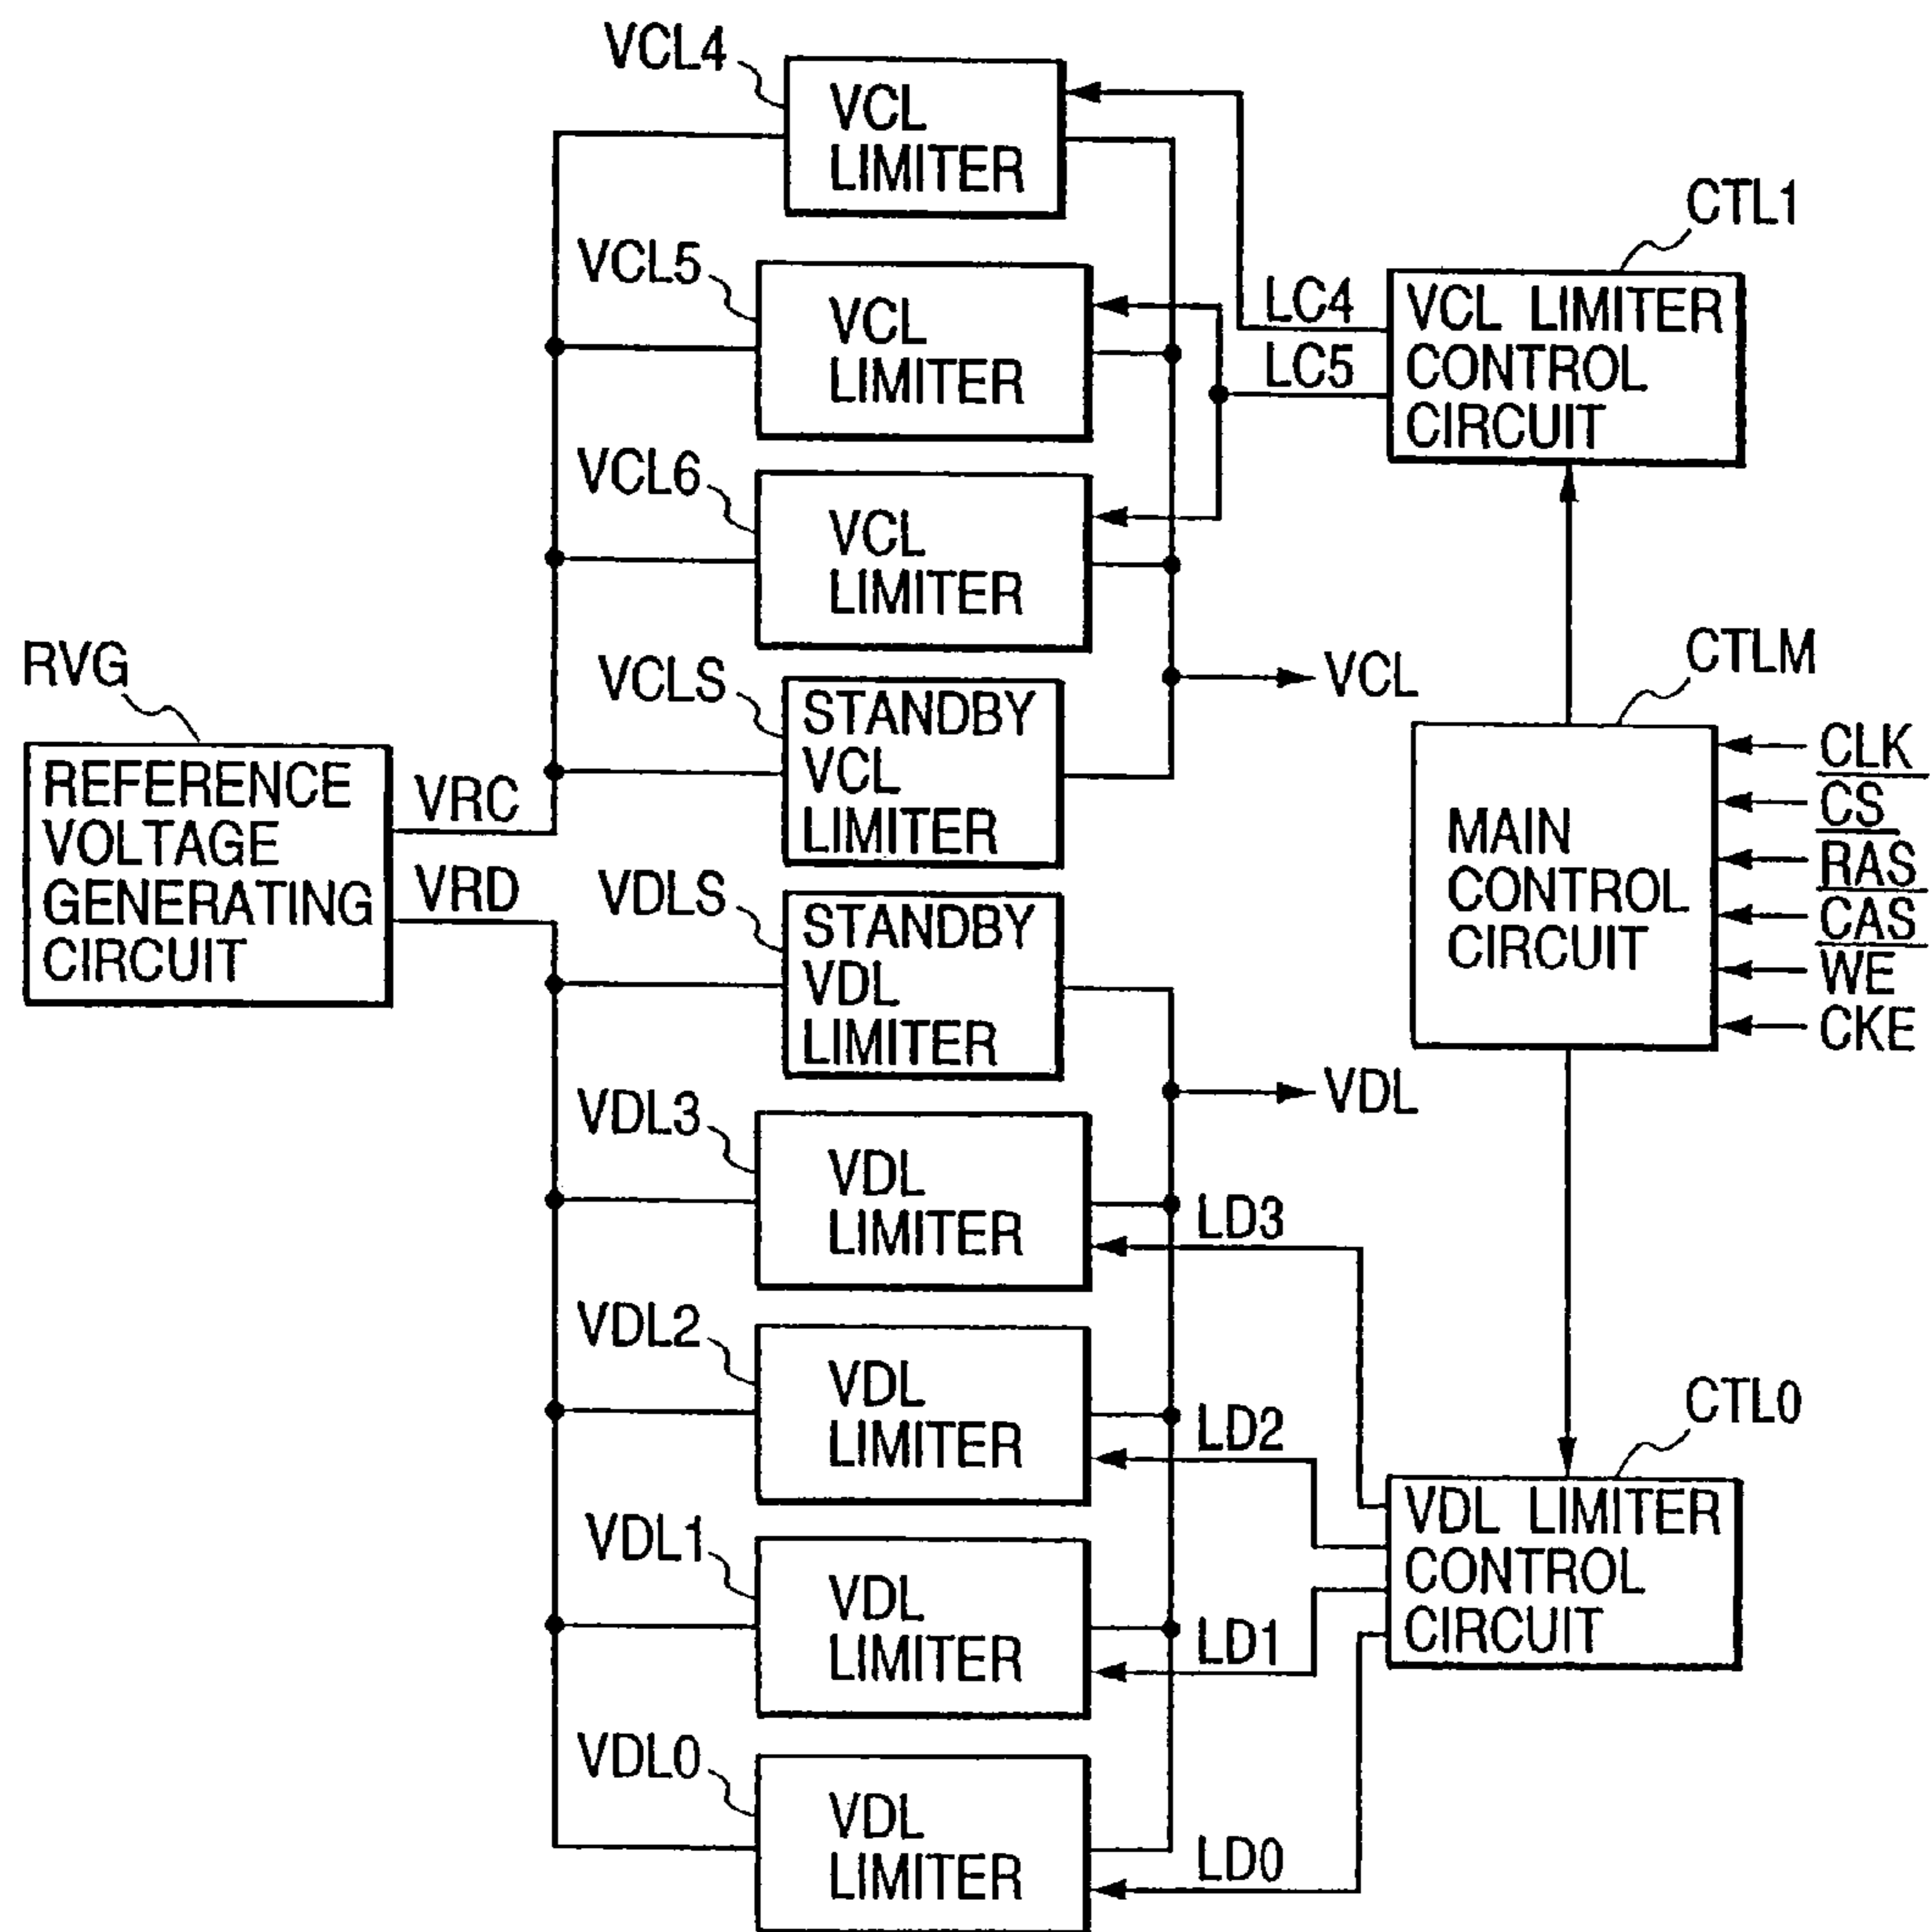 VCL4
VCL
LIMITER
CTL1
VCL5
VCL
LIMITER
LC4
LC5
VCL LIMITER
CONTROL
CIRCUIT
VCL6
VCL
LIMITER
RVG
VCLS
STANDBY
VCL
LIMITER
VCL
CTLM
REFERENCE
VOLTAGE
GENERATING
CIRCUIT
VRC
VRD
MAIN
CONTROL
CIRCUIT
CLK
CS
RAS
CAS
WE
CKE
VDLS
STANDBY
VDL
LIMITER
VDL
VDL3
VDL
LIMITER
LD3
VDL2
VDL
LIMITER
LD2
CTL0
VDL LIMITER
CONTROL
CIRCUIT
VDL1
VDL
LIMITER
LD1
VDL0
VDL
LIMITER
LD0